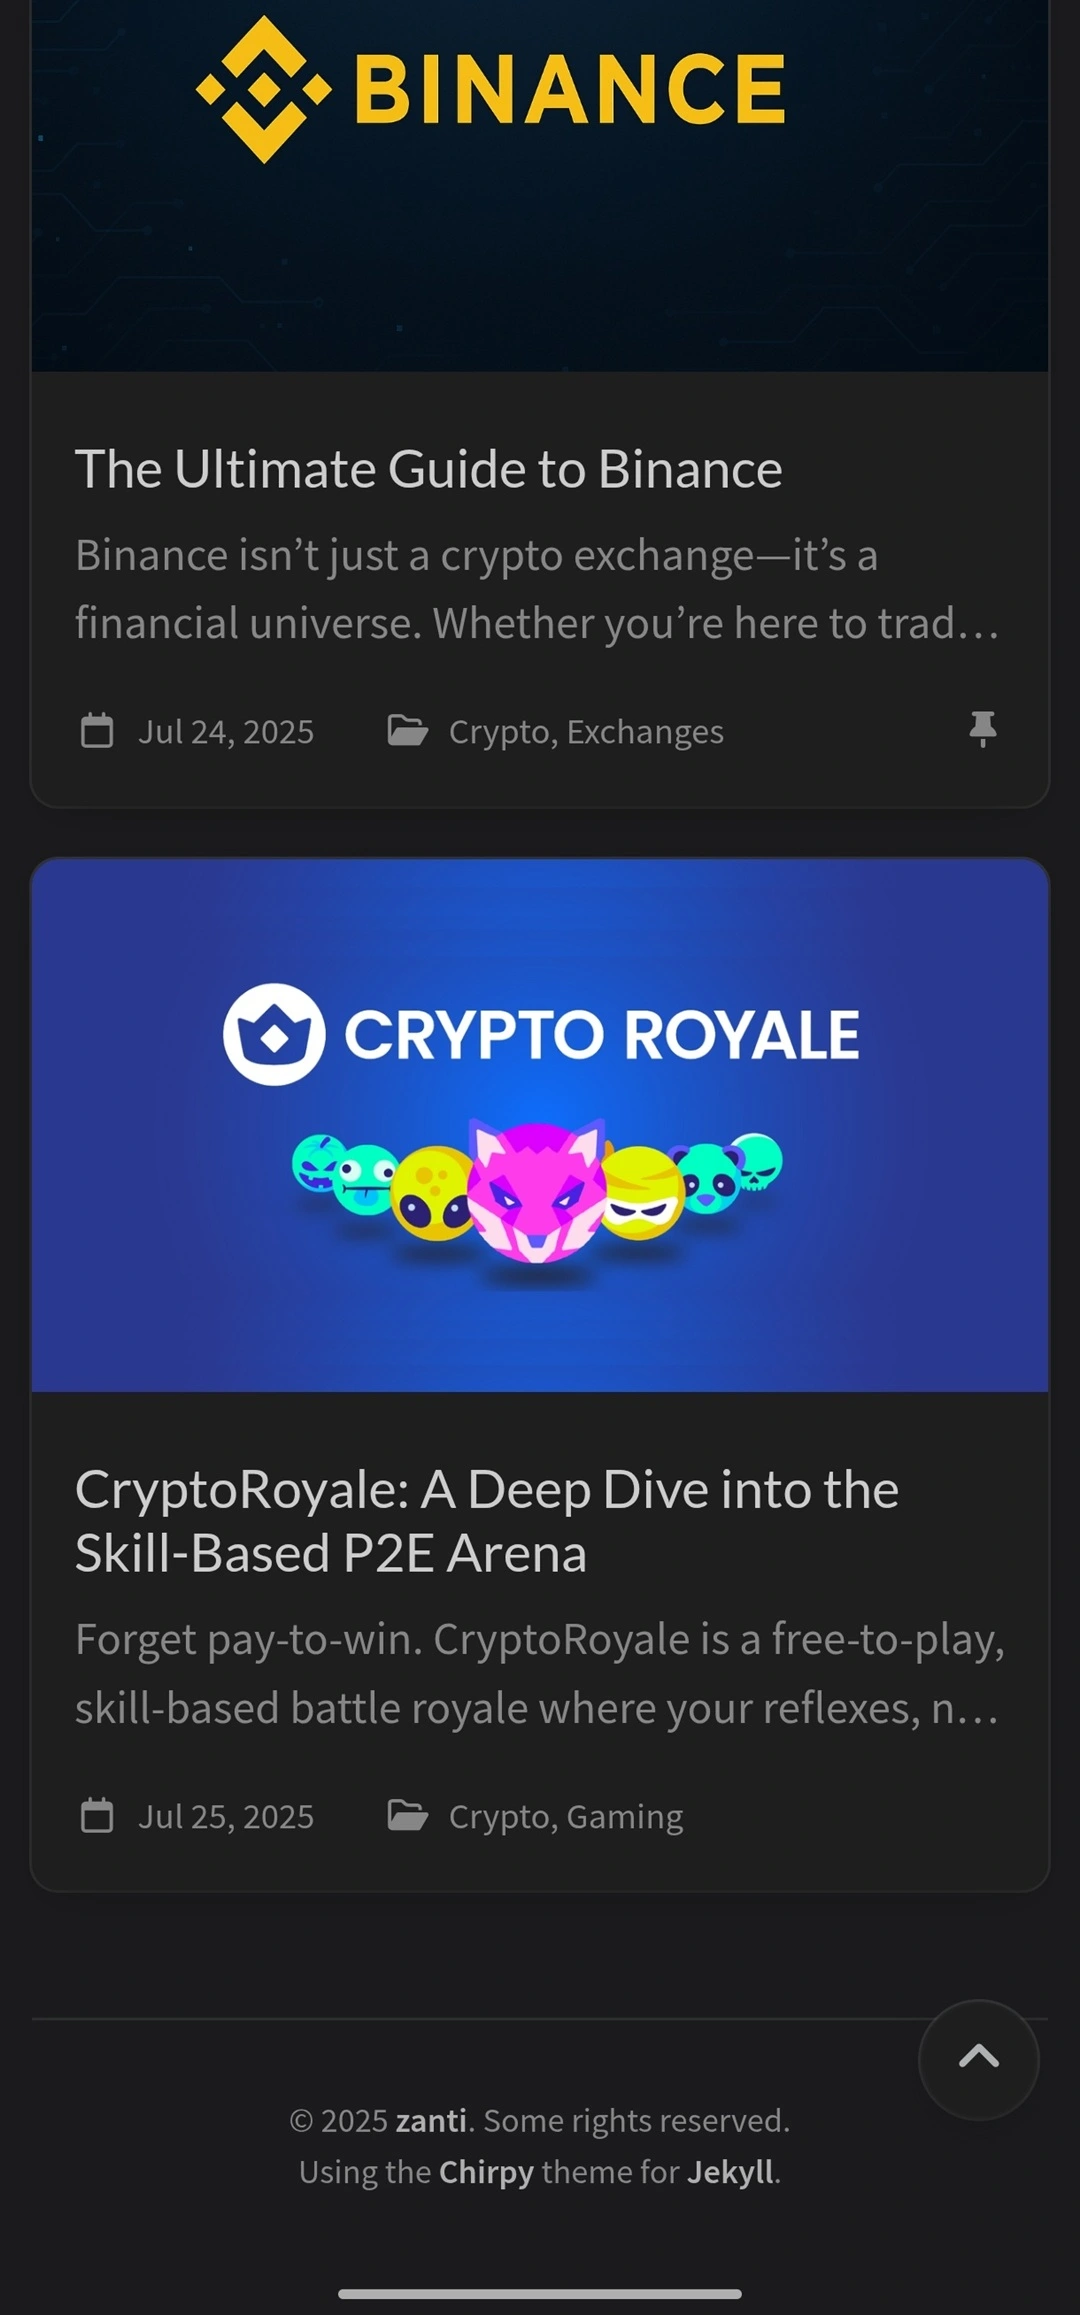 BINANCE
The Ultimate Guide to Binance
Binance isn’t just a crypto exchange—it’s a
financial universe. Whether you’re here to trad…
Jul 24, 2025
Crypto, Exchanges
CRYPTO ROYALE
CryptoRoyale: A Deep Dive into the
Skill-Based P2E Arena
Forget pay-to-win. CryptoRoyale is a free-to-play,
skill-based battle royale where your reflexes, n…
Jul 25, 2025
Crypto, Gaming
© 2025 zanti. Some rights reserved.
Using the Chirpy theme for Jekyll.